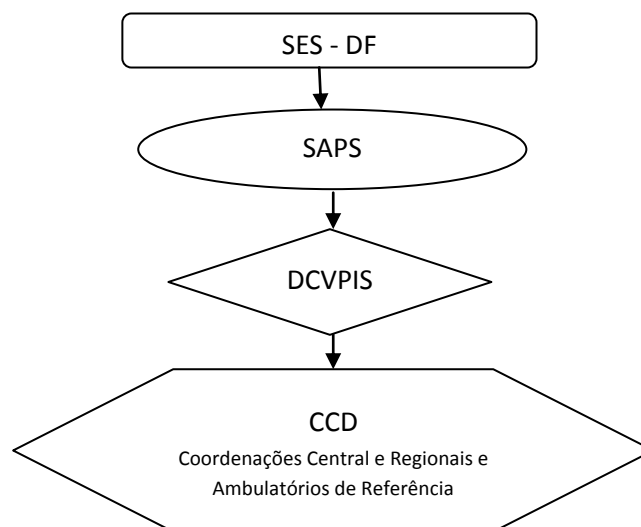 SES - DF
SAPS
DCVPIS
CCD
Coordenações Central e Regionais e
Ambulatórios de Referência